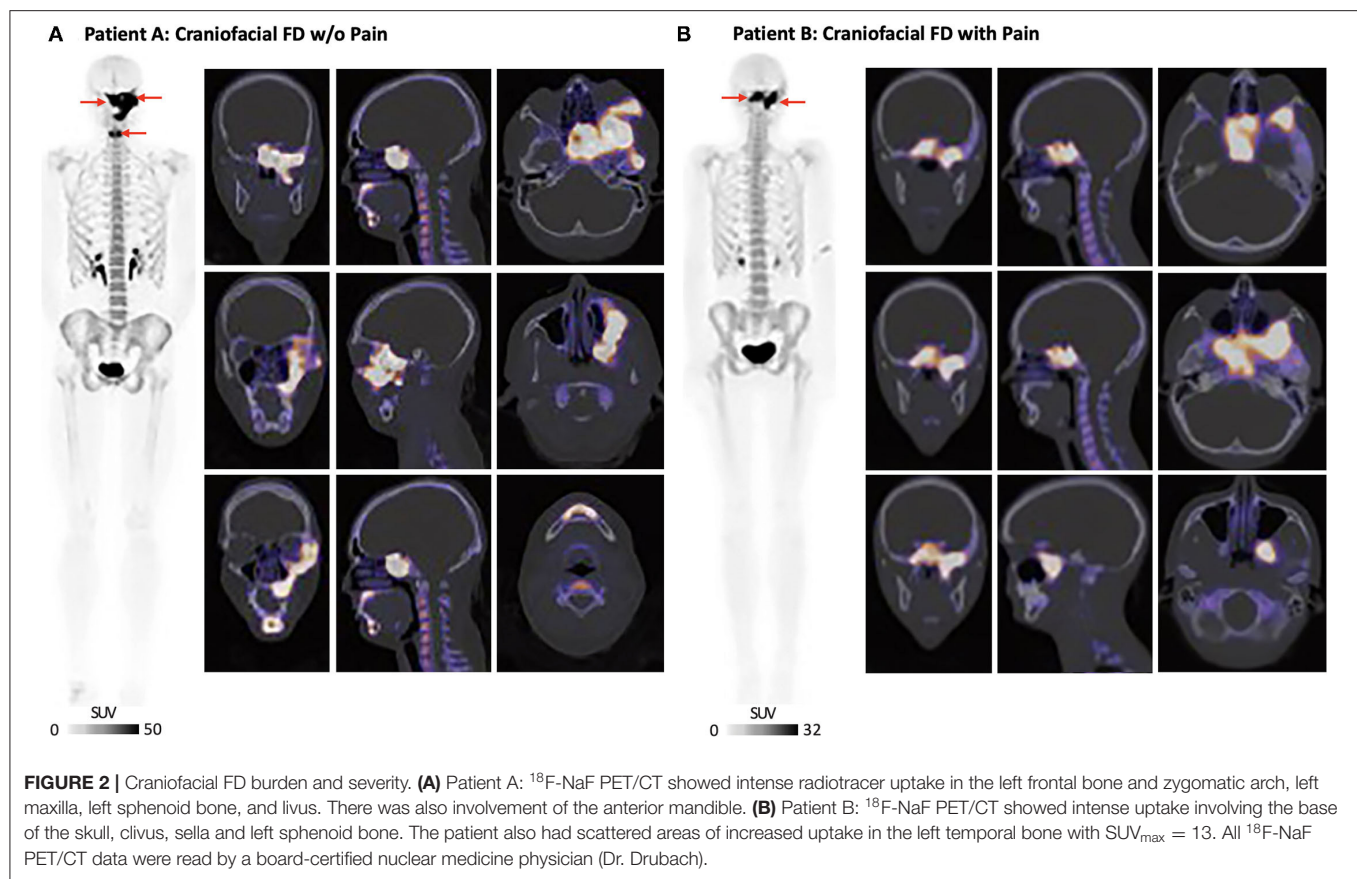 A Patient A: Craniofacial FD w/o Pain
B Patient B: Craniofacial FD with Pain
SUV
0 50
SUV
0 32
FIGURE 2 | Craniofacial FD burden and severity. (A) Patient A: ¹⁸F-NaF PET/CT showed intense radiotracer uptake in the left frontal bone and zygomatic arch, left
maxilla, left sphenoid bone, and livus. There was also involvement of the anterior mandible. (B) Patient B: ¹⁸F-NaF PET/CT showed intense uptake involving the base
of the skull, clivus, sella and left sphenoid bone. The patient also had scattered areas of increased uptake in the left temporal bone with SUVmax = 13. All ¹⁸F-NaF
PET/CT data were read by a board-certified nuclear medicine physician (Dr. Drubach).